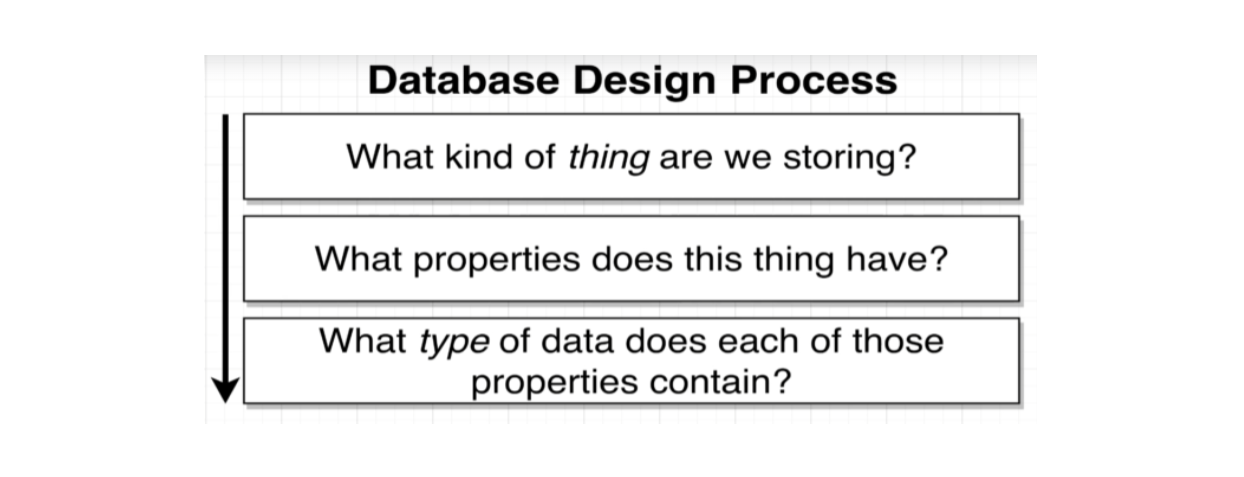 Database Design Process
What kind of thing are we storing?
What properties does this thing have?
What type of data does each of those
properties contain?